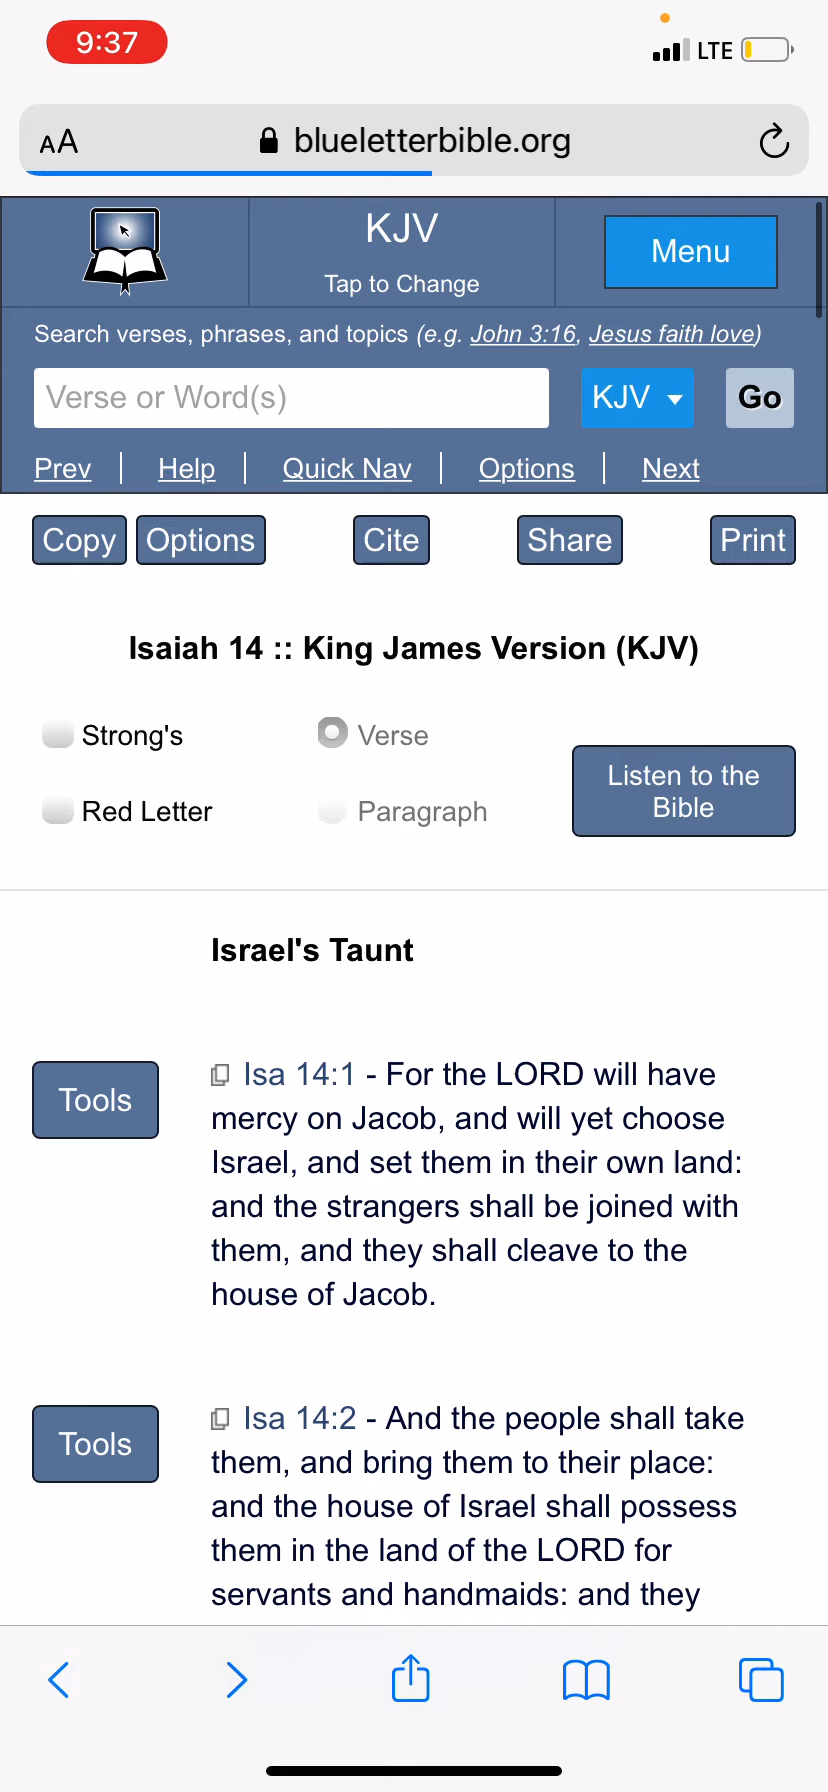 9:37
LTE
AA
blueletterbible.org
KJV
Tap to Change
Menu
Search verses, phrases, and topics (e.g. John 3:16, Jesus faith love)
Verse or Word(s)
KJV
Go
Prev | Help | Quick Nav | Options | Next
Copy Options Cite Share Print
Isaiah 14 :: King James Version (KJV)
Strong's
Verse
Red Letter
Paragraph
Listen to the
Bible
Israel's Taunt
Tools
Isa 14:1 - For the LORD will have
mercy on Jacob, and will yet choose
Israel, and set them in their own land:
and the strangers shall be joined with
them, and they shall cleave to the
house of Jacob.
Tools
Isa 14:2 - And the people shall take
them, and bring them to their place:
and the house of Israel shall possess
them in the land of the LORD for
servants and handmaids: and they